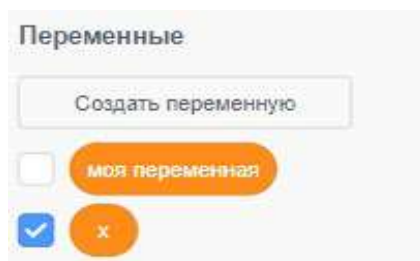 Переменные
Создать переменную
моя переменная
x